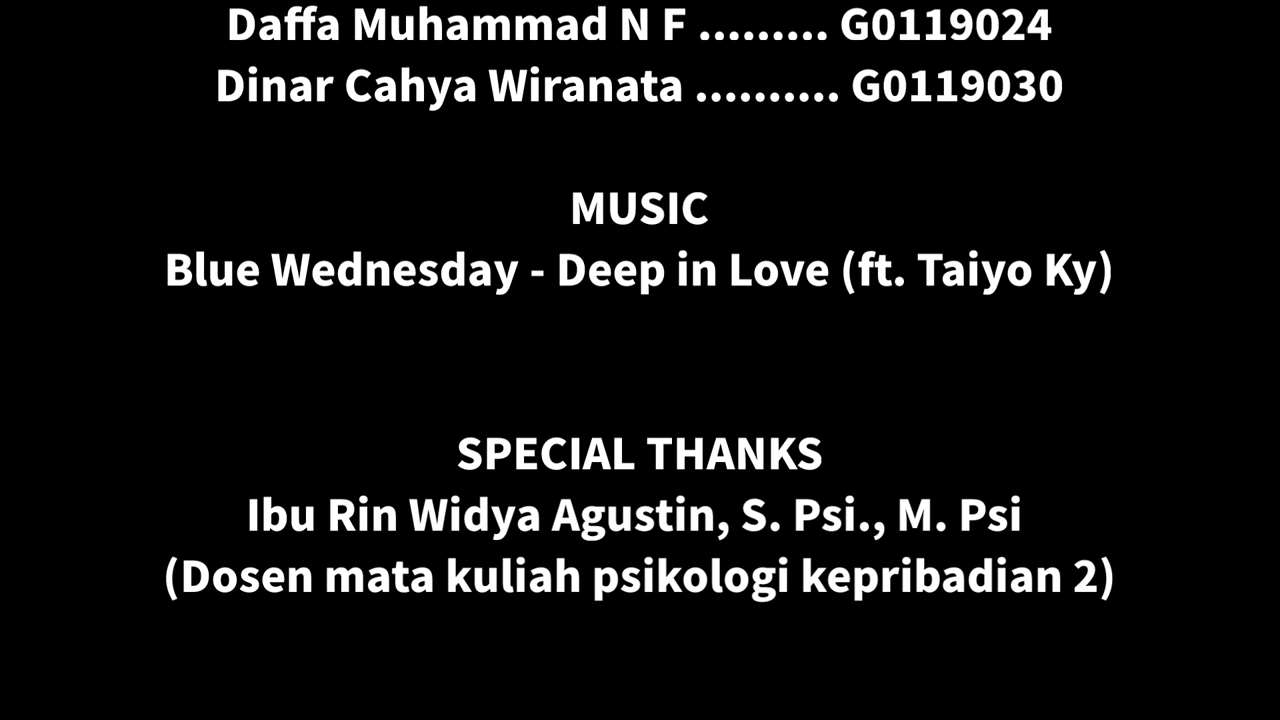 Daffa Muhammad N F ......... G0119024
Dinar Cahya Wiranata .......... G0119030
MUSIC
Blue Wednesday - Deep in Love (ft. Taiyo Ky)
SPECIAL THANKS
Ibu Rin Widya Agustin, S. Psi., M. Psi
(Dosen mata kuliah psikologi kepribadian 2)